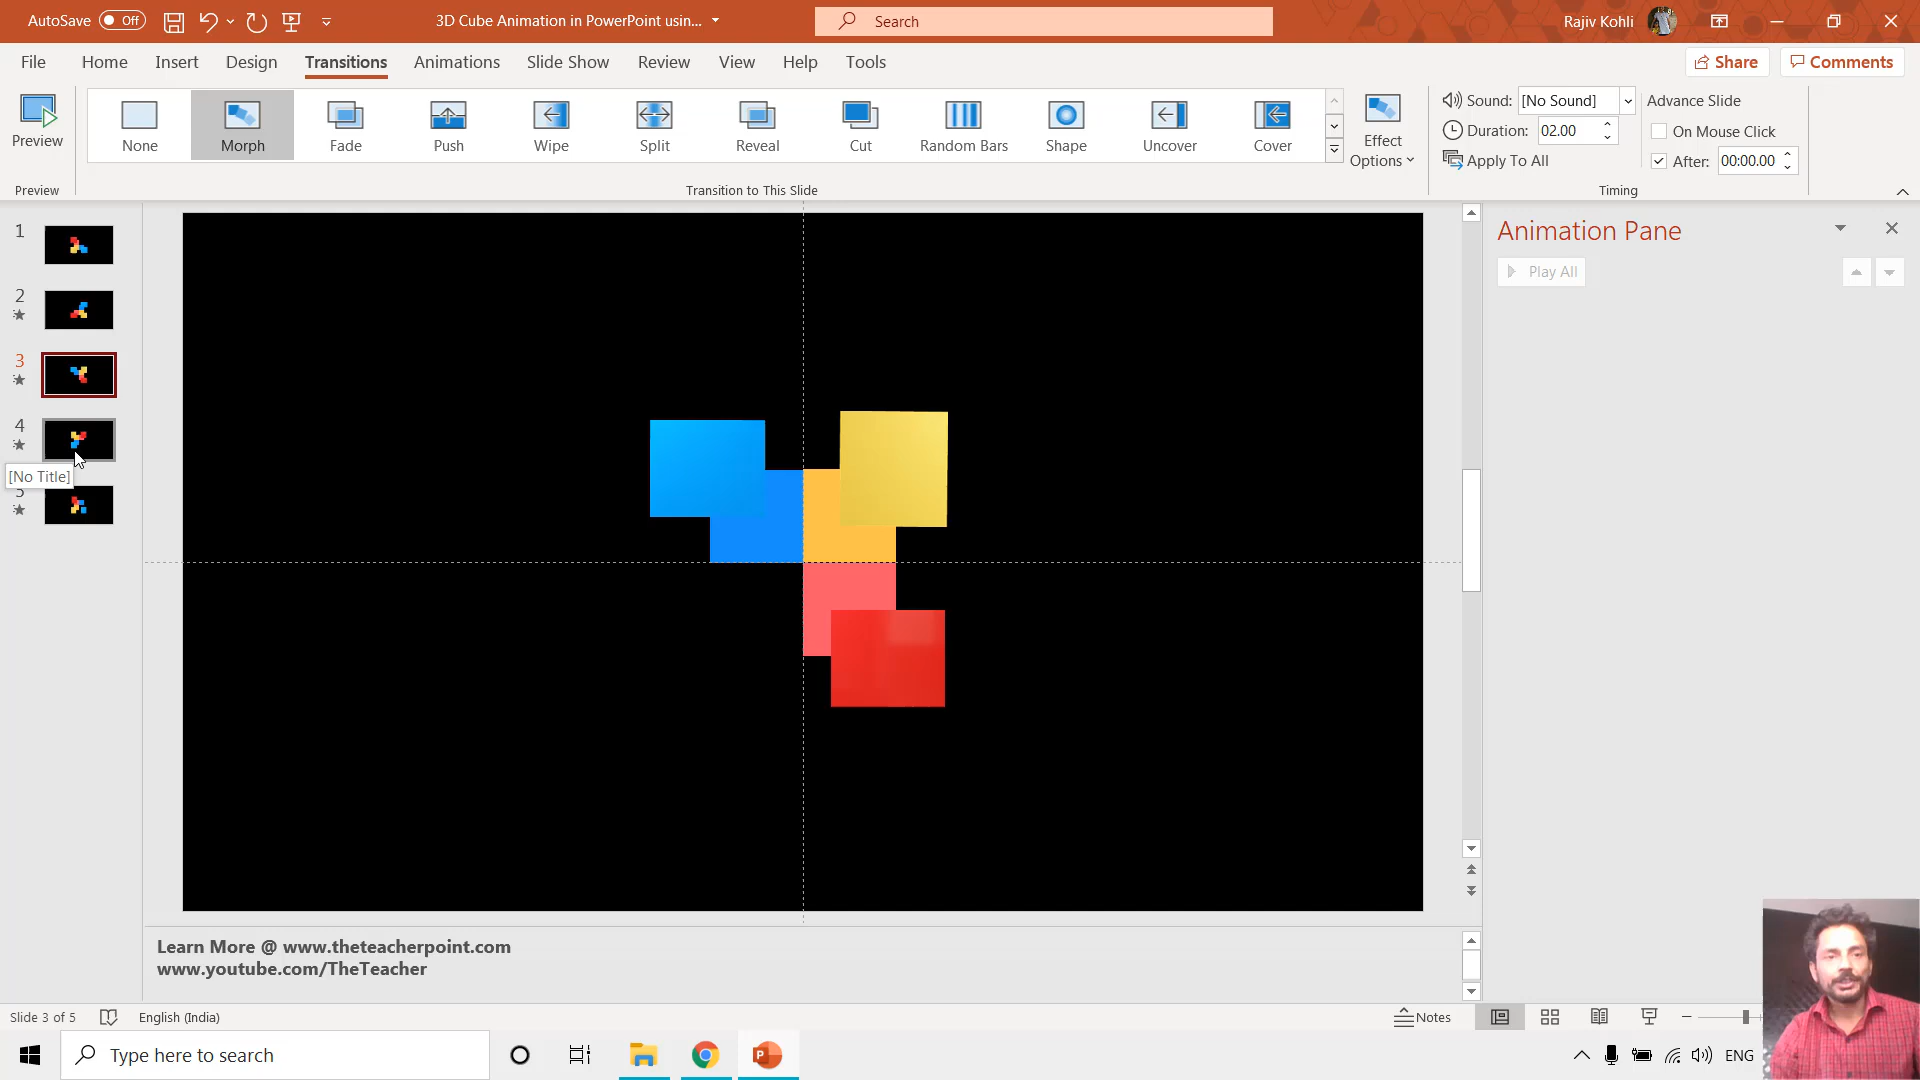 AutoSave Off
3D Cube Animation in PowerPoint usin...
Search
Rajiv Kohli
File Home Insert Design Transitions Animations Slide Show Review View Help Tools
Share Comments
Preview
None Morph Fade Push Wipe Split Reveal Cut Random Bars Shape Uncover Cover
Effect Options
Sound: [No Sound]
Duration: 02.00
Apply To All
Advance Slide
On Mouse Click
After: 00:00.00
Preview
Transition to This Slide
Timing
1
2
3
4
[No Title]
5
Animation Pane
Play All
Learn More @ www.theteacherpoint.com
www.youtube.com/TheTeacher
Slide 3 of 5 English (India)
Notes
Type here to search
P
ENG